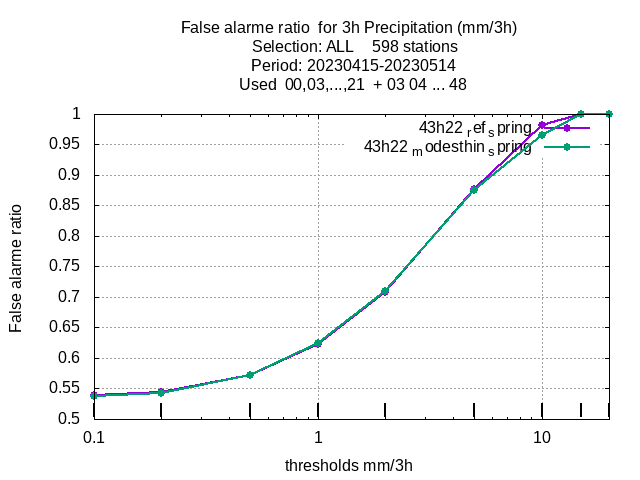 False alarme ratio  for 3h Precipitation (mm/3h)
Selection: ALL    598 stations
Period: 20230415-20230514
Used  00,03,...,21  + 03 04 ... 48
43h22 ref spring
43h22 modesthin spring
1
0.95
0.9
0.85
0.8
0.75
0.7
0.65
0.6
0.55
0.5
False alarme ratio
0.1 1 10
thresholds mm/3h